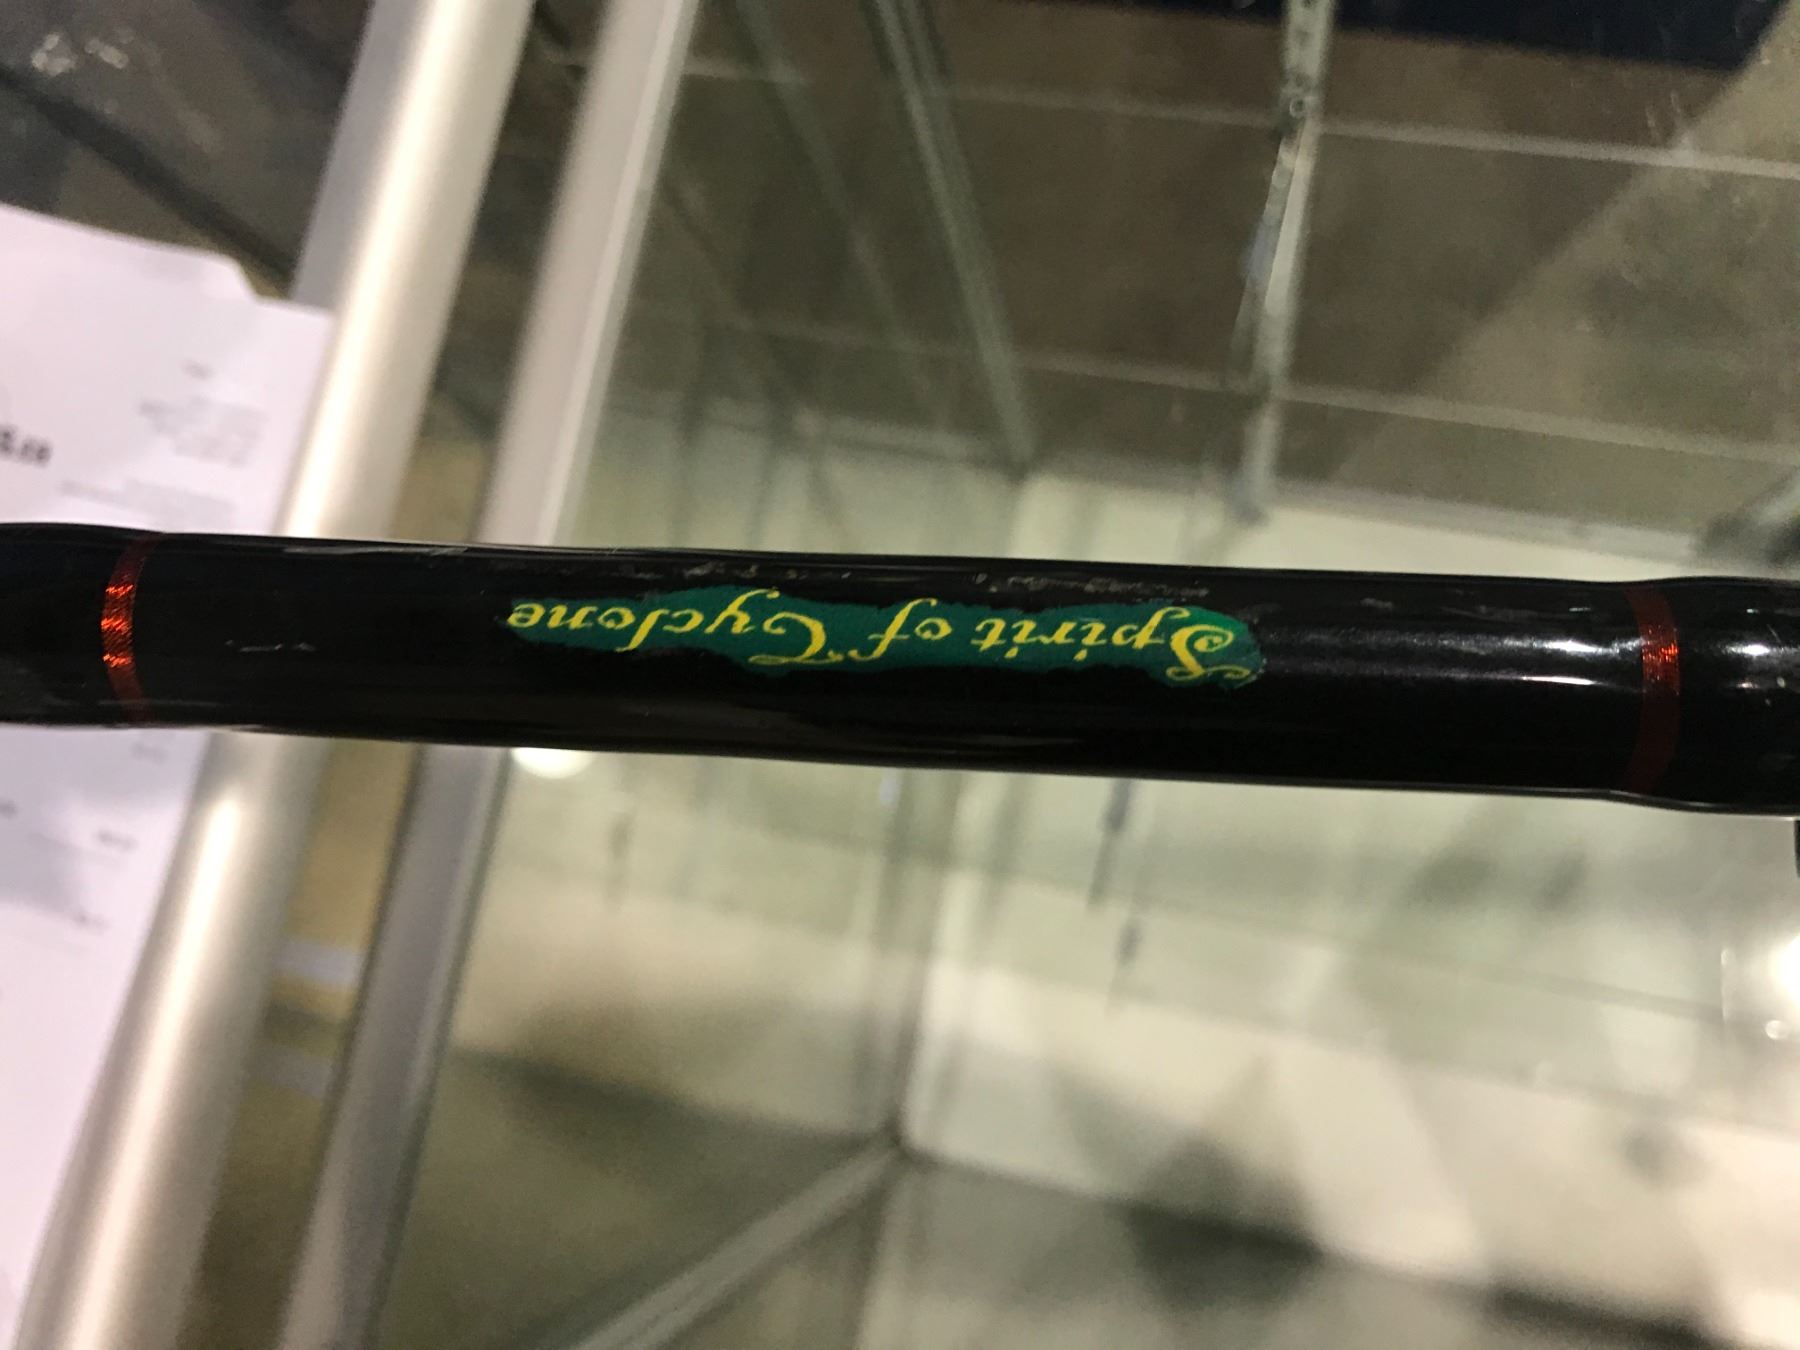 Spirit of Cyclone